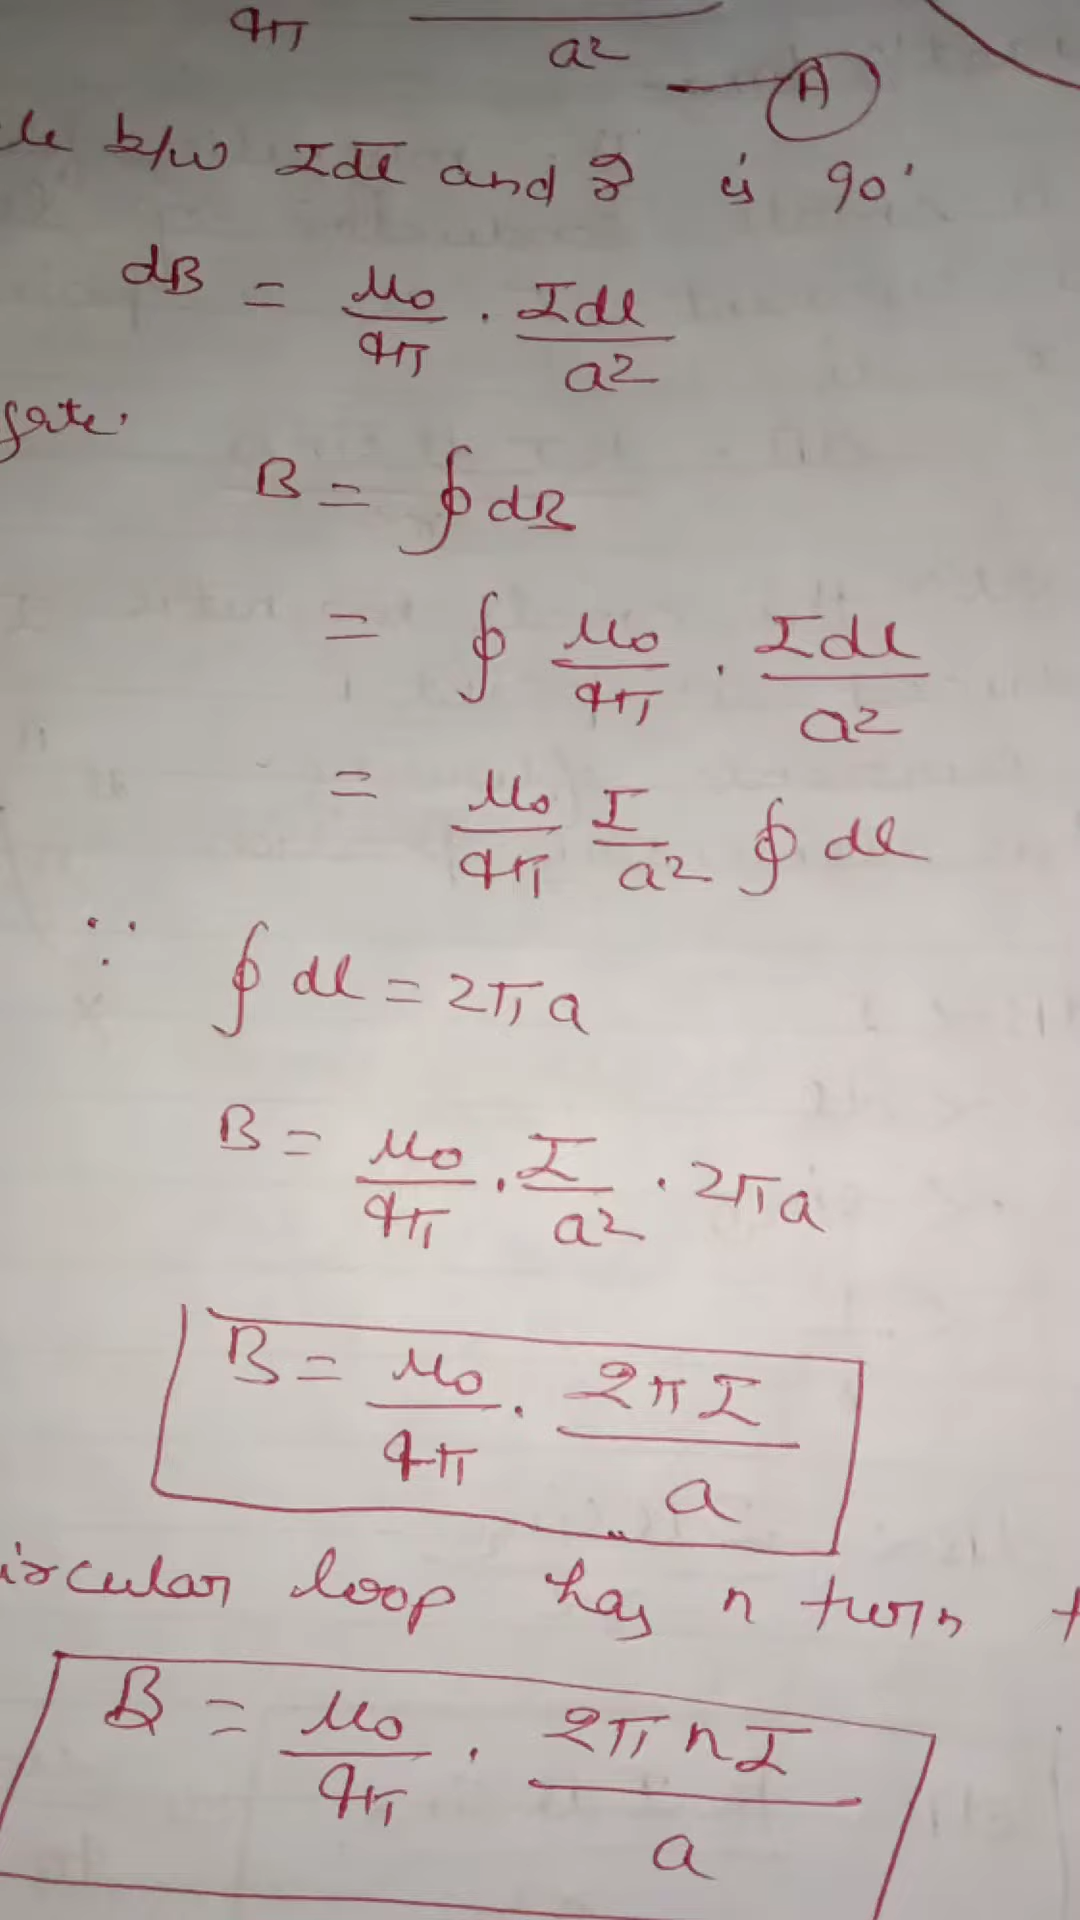 4π a²
A
b/w Idl and r is 90°
dB = μ₀/4π · Idl/a²
B = ∮ dB
= ∮ μ₀/4π · Idl/a²
= μ₀/4π I/a² ∮ dl
∵ ∮ dl = 2πa
B = μ₀/4π · I/a² · 2πa
B = μ₀/4π · 2πI/a
ircular loop has n turn
B = μ₀/4π · 2πnI/a